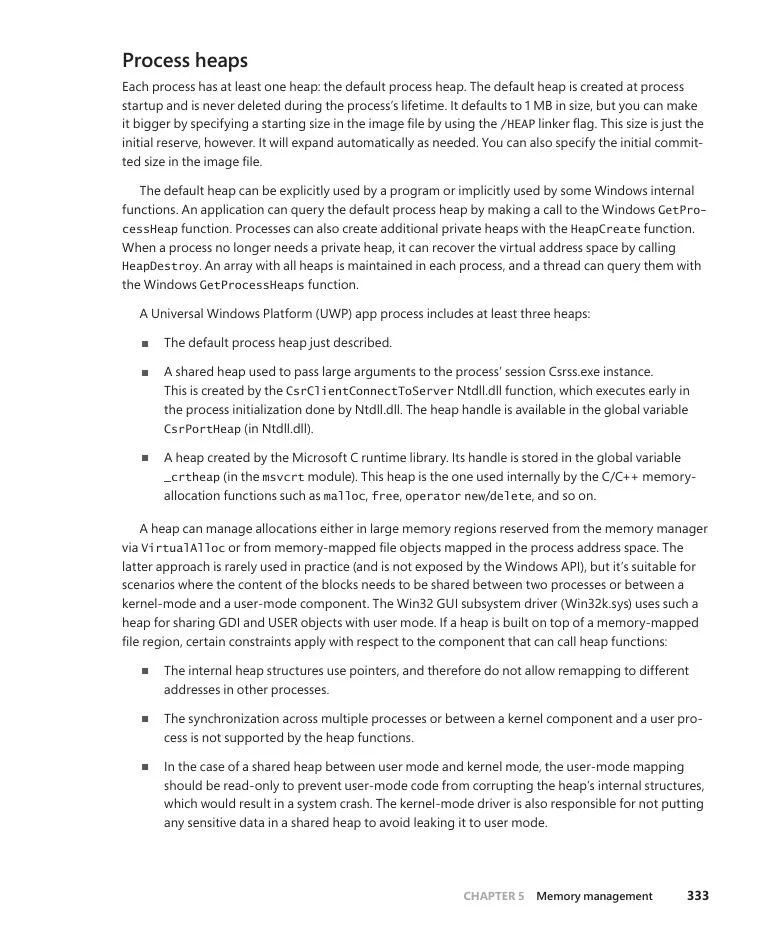 Process heaps
Each process has at least one heap: the default process heap. The default heap is created at process
startup and is never deleted during the process’s lifetime. It defaults to 1 MB in size, but you can make
it bigger by specifying a starting size in the image file by using the /HEAP linker flag. This size is just the
initial reserve, however. It will expand automatically as needed. You can also specify the initial commit-
ted size in the image file.
The default heap can be explicitly used by a program or implicitly used by some Windows internal
functions. An application can query the default process heap by making a call to the Windows GetPro-
cessHeap function. Processes can also create additional private heaps with the HeapCreate function.
When a process no longer needs a private heap, it can recover the virtual address space by calling
HeapDestroy. An array with all heaps is maintained in each process, and a thread can query them with
the Windows GetProcessHeaps function.
A Universal Windows Platform (UWP) app process includes at least three heaps:
■ The default process heap just described.
■ A shared heap used to pass large arguments to the process’ session Csrss.exe instance.
This is created by the CsrClientConnectToServer Ntdll.dll function, which executes early in
the process initialization done by Ntdll.dll. The heap handle is available in the global variable
CsrPortHeap (in Ntdll.dll).
■ A heap created by the Microsoft C runtime library. Its handle is stored in the global variable
_crtheap (in the msvcrt module). This heap is the one used internally by the C/C++ memory-
allocation functions such as malloc, free, operator new/delete, and so on.
A heap can manage allocations either in large memory regions reserved from the memory manager
via VirtualAlloc or from memory-mapped file objects mapped in the process address space. The
latter approach is rarely used in practice (and is not exposed by the Windows API), but it’s suitable for
scenarios where the content of the blocks needs to be shared between two processes or between a
kernel-mode and a user-mode component. The Win32 GUI subsystem driver (Win32k.sys) uses such a
heap for sharing GDI and USER objects with user mode. If a heap is built on top of a memory-mapped
file region, certain constraints apply with respect to the component that can call heap functions:
■ The internal heap structures use pointers, and therefore do not allow remapping to different
addresses in other processes.
■ The synchronization across multiple processes or between a kernel component and a user pro-
cess is not supported by the heap functions.
■ In the case of a shared heap between user mode and kernel mode, the user-mode mapping
should be read-only to prevent user-mode code from corrupting the heap’s internal structures,
which would result in a system crash. The kernel-mode driver is also responsible for not putting
any sensitive data in a shared heap to avoid leaking it to user mode.
CHAPTER 5 Memory management 333